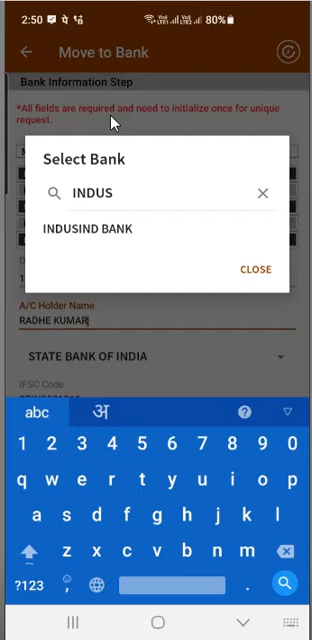 2:50 80%
Move to Bank
Bank Information Step
*All fields are required and need to initialize once for unique
request.
Select Bank
INDUS
INDUSIND BANK
CLOSE
A/C Holder Name
RADHE KUMAR
STATE BANK OF INDIA
IFSC Code
abc अ ?
1 2 3 4 5 6 7 8 9 0
q w e r t y u i o p
a s d f g h j k l
z x c v b n m
?123 , .